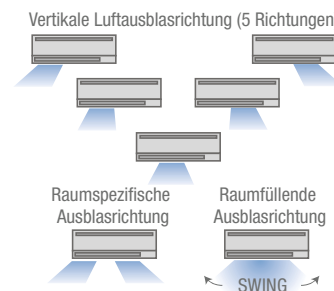 Vertikale Luftausblasrichtung (5 Richtungen
Raumspezifische
Ausblasrichtung
Raumfüllende
Ausblasrichtung
SWING